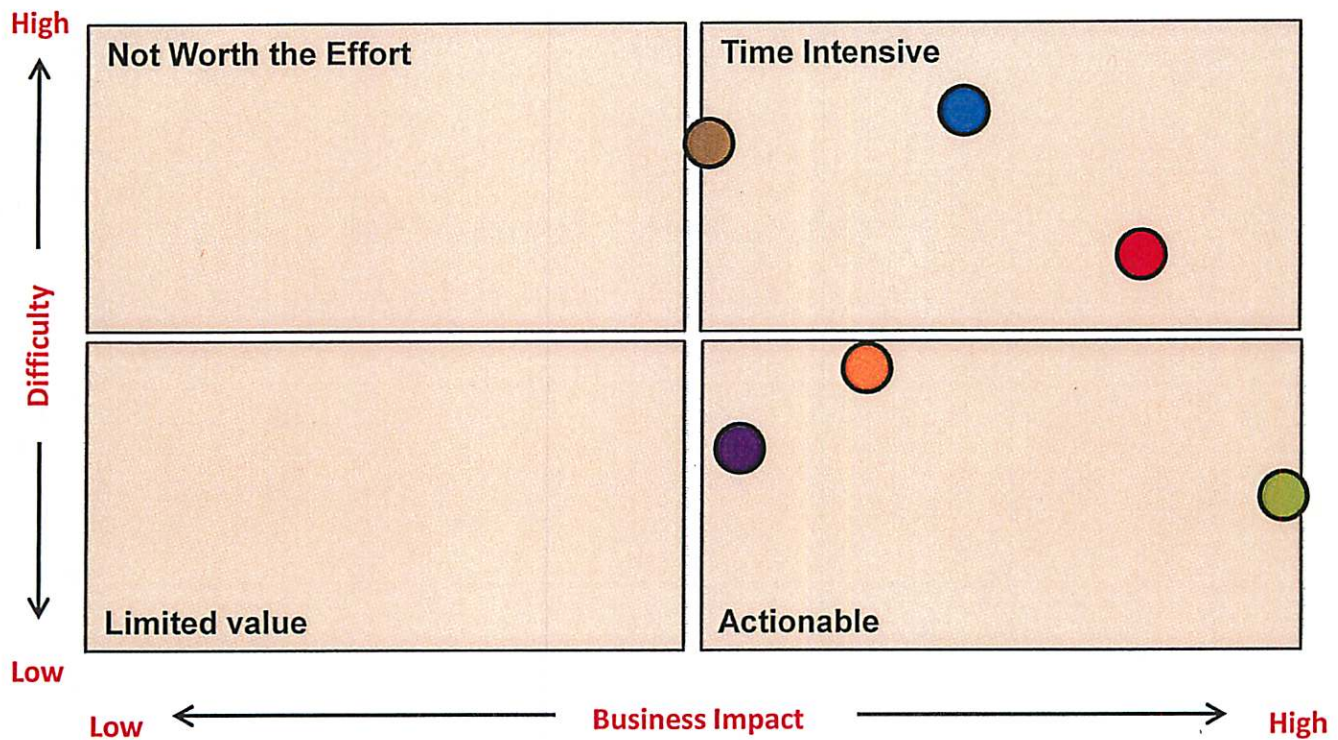 High
Not Worth the Effort
Time Intensive
Difficulty
Limited value
Actionable
Low
Low
Business Impact
High